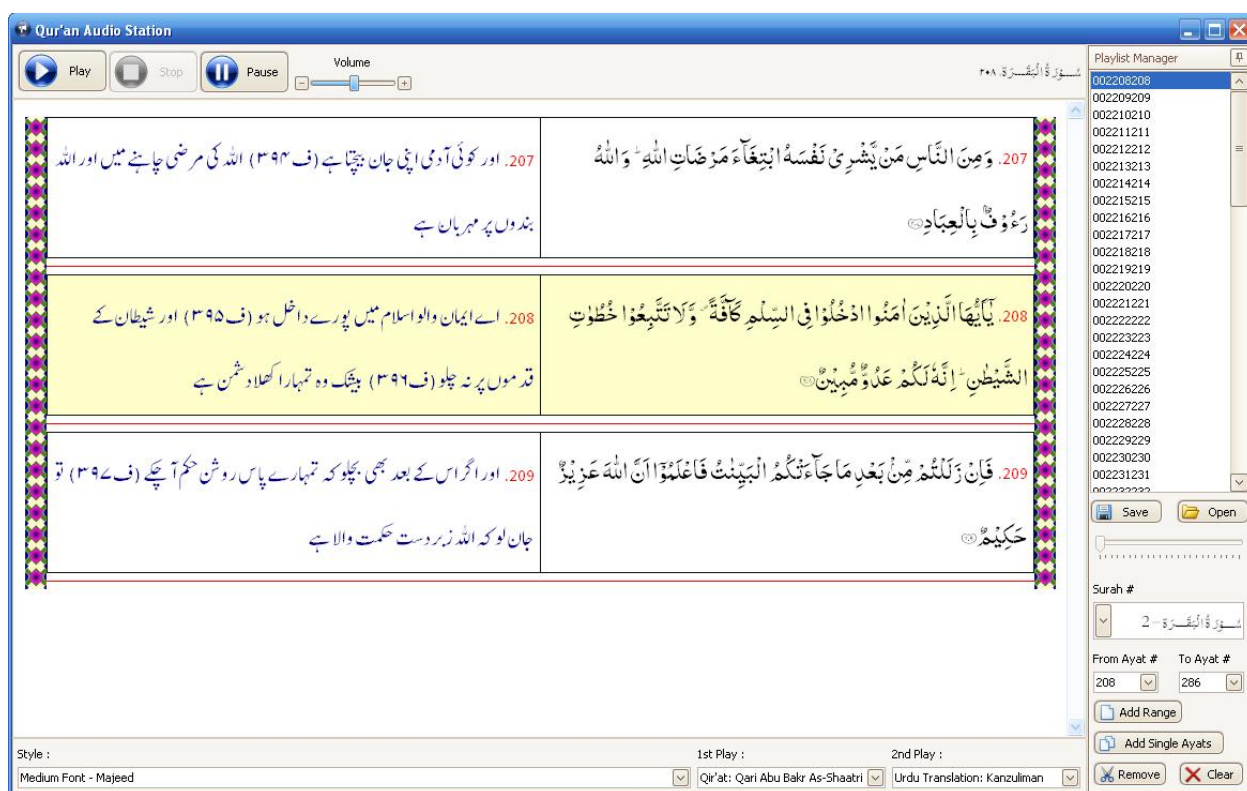 Qur'an Audio Station
Play
Stop
Pause
Volume
سُوْرَةُ الْبَقَرَة ۲۰۸
207. وَمِنَ النَّاسِ مَنْ يَّشْرِىْ نَفْسَهُ ابْتِغَآءَ مَرْضَاتِ اللّٰهِ ؕ وَ اللّٰهُ
رَءُوْفٌۢ بِالْعِبَادِ
207. اور کوئی آدمی اپنی جان بیچتا ہے (ف ۳۹۴) اللہ کی مرضی چاہنے میں اور اللہ
بندوں پر مہربان ہے
208. يٰۤاَيُّهَا الَّذِيْنَ اٰمَنُوا ادْخُلُوْا فِى السِّلْمِ كَآفَّةً ۪ وَّلَا تَتَّبِعُوْا خُطُوٰتِ
الشَّيْطٰنِ ؕ اِنَّهٗ لَكُمْ عَدُوٌّ مُّبِيْنٌ
208. اے ایمان والو اسلام میں پورے داخل ہو (ف ۳۹۵) اور شیطان کے
قدموں پر نہ چلو (ف ۳۹۶) بیشک وہ تمہارا کھلا دشمن ہے
209. فَاِنْ زَلَلْتُمْ مِّنْۢ بَعْدِ مَا جَآءَتْكُمُ الْبَيِّنٰتُ فَاعْلَمُوْۤا اَنَّ اللّٰهَ عَزِيْزٌ
حَكِيْمٌ
209. اور اگر اس کے بعد بھی بچلو کہ تمہارے پاس روشن حکم آ چکے (ف ۳۹۷) تو
جان لو کہ اللہ زبردست حکمت والا ہے
Style :
Medium Font - Majeed
1st Play :
Qir'at: Qari Abu Bakr As-Shaatri
2nd Play :
Urdu Translation: Kanzuliman
Playlist Manager
002208208
002209209
002210210
002211211
002212212
002213213
002214214
002215215
002216216
002217217
002218218
002219219
002220220
002221221
002222222
002223223
002224224
002225225
002226226
002227227
002228228
002229229
002230230
002231231
002232232
Save
Open
Surah #
سُوْرَةُ الْبَقَرَة - 2
From Ayat #
To Ayat #
208
286
Add Range
Add Single Ayats
Remove
Clear